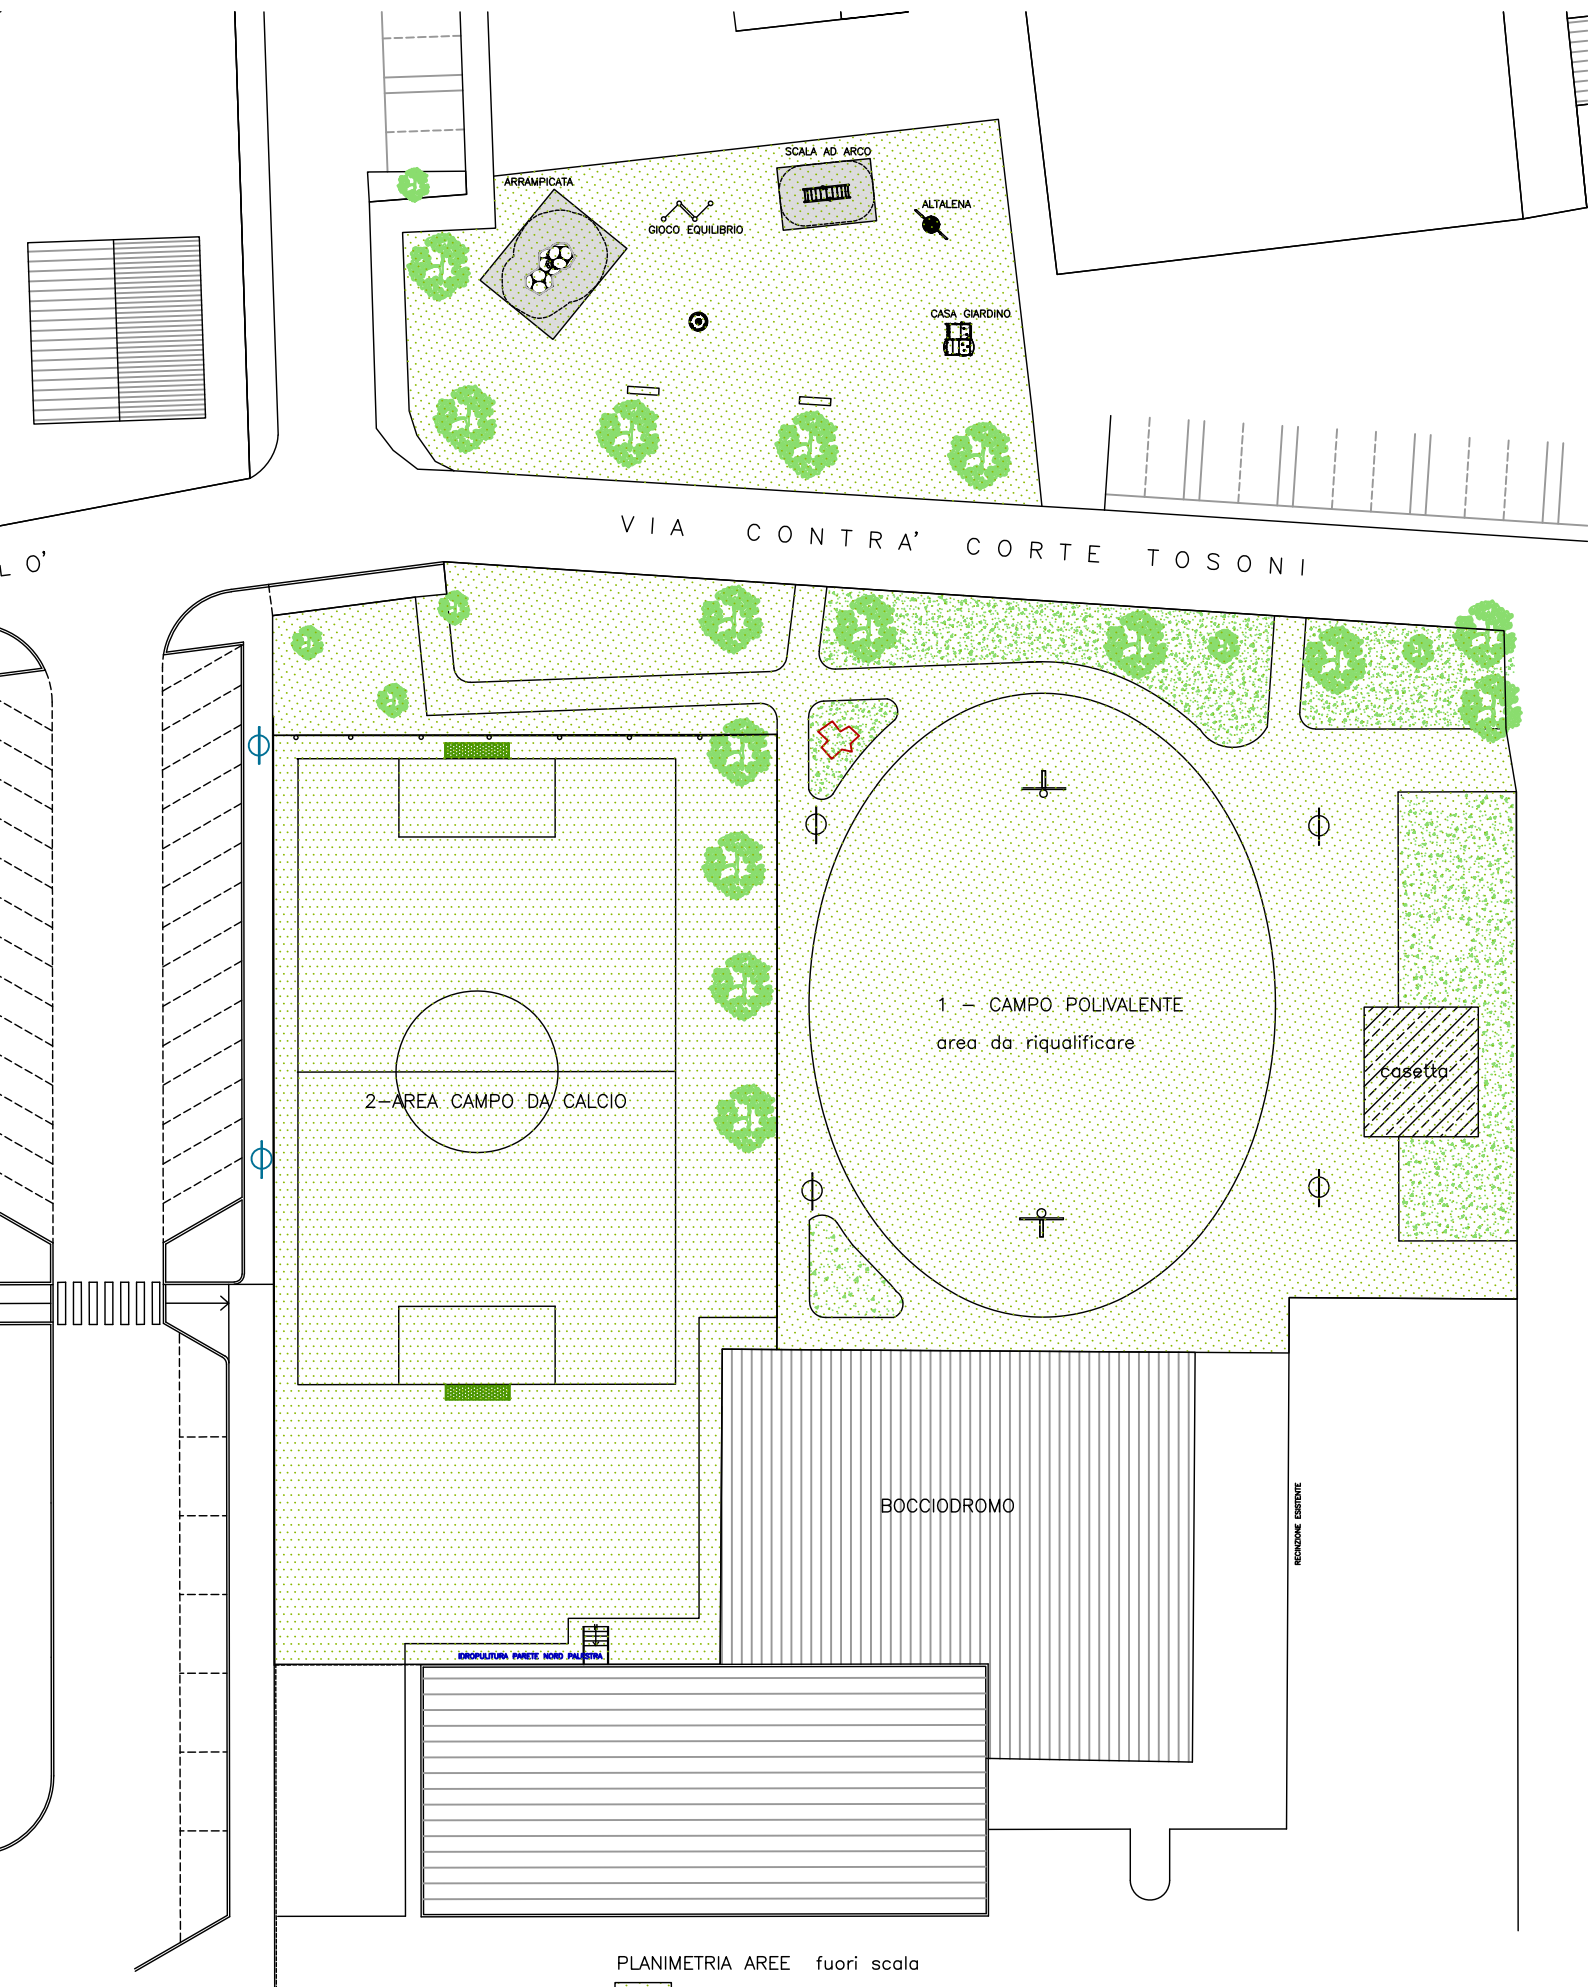 SCALA AD ARCO
ARRAMPICATA
ALTALENA
GIOCO EQUILIBRIO
CASA GIARDINO
VIA CONTRA' CORTE TOSONI
LO'
1 - CAMPO POLIVALENTE
area da riqualificare
casetta
2-AREA CAMPO DA CALCIO
BOCCIODROMO
RECINZIONE ESISTENTE
IDROPULITURA PARETE NORD PALESTRA
PLANIMETRIA AREE fuori scala